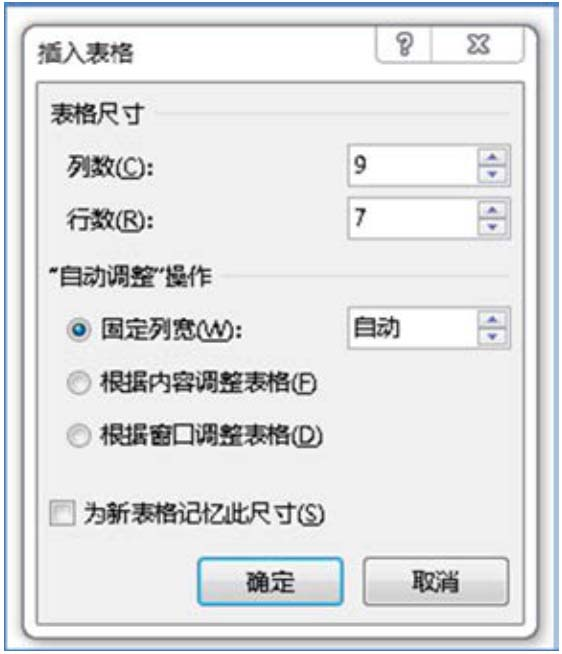 插入表格
表格尺寸
列数(C): 9
行数(R): 7
“自动调整”操作
固定列宽(W): 自动
根据内容调整表格(F)
根据窗口调整表格(D)
为新表格记忆此尺寸(S)
确定 取消